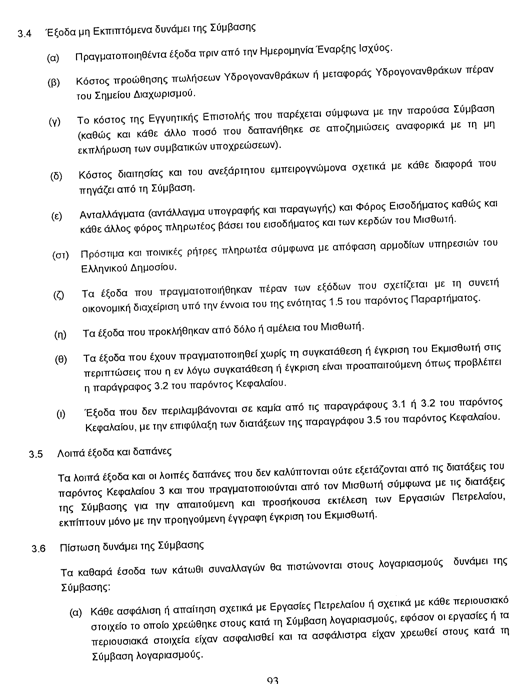 3.4 Έξοδα μη Εκπιπτόμενα δυνάμει της Σύμβασης
(α) Πραγματοποιηθέντα έξοδα πριν από την Ημερομηνία Έναρξης Ισχύος.
(β) Κόστος προώθησης πωλήσεων Υδρογονανθράκων ή μεταφοράς Υδρογονανθράκων πέραν
του Σημείου Διαχωρισμού.
(γ) Το κόστος της Εγγυητικής Επιστολής που παρέχεται σύμφωνα με την παρούσα Σύμβαση
(καθώς και κάθε άλλο ποσό που δαπανήθηκε σε αποζημιώσεις αναφορικά με τη μη
εκπλήρωση των συμβατικών υποχρεώσεων).
(δ) Κόστος διαιτησίας και του ανεξάρτητου εμπειρογνώμονα σχετικά με κάθε διαφορά που
πηγάζει από τη Σύμβαση.
(ε) Ανταλλάγματα (αντάλλαγμα υπογραφής και παραγωγής) και Φόρος Εισοδήματος καθώς και
κάθε άλλος φόρος πληρωτέος βάσει του εισοδήματος και των κερδών του Μισθωτή.
(στ) Πρόστιμα και ποινικές ρήτρες πληρωτέα σύμφωνα με απόφαση αρμοδίων υπηρεσιών του
Ελληνικού Δημοσίου.
(ζ) Τα έξοδα που πραγματοποιήθηκαν πέραν των εξόδων που σχετίζεται με τη συνετή
οικονομική διαχείριση υπό την έννοια του της ενότητας 1.5 του παρόντος Παραρτήματος.
(η) Τα έξοδα που προκλήθηκαν από δόλο ή αμέλεια του Μισθωτή.
(θ) Τα έξοδα που έχουν πραγματοποιηθεί χωρίς τη συγκατάθεση ή έγκριση του Εκμισθωτή στις
περιπτώσεις που η εν λόγω συγκατάθεση ή έγκριση είναι προαπαιτούμενη όπως προβλέπει
η παράγραφος 3.2 του παρόντος Κεφαλαίου.
(ι) Έξοδα που δεν περιλαμβάνονται σε καμία από τις παραγράφους 3.1 ή 3.2 του παρόντος
Κεφαλαίου, με την επιφύλαξη των διατάξεων της παραγράφου 3.5 του παρόντος Κεφαλαίου.
3.5 Λοιπά έξοδα και δαπάνες
Τα λοιπά έξοδα και οι λοιπές δαπάνες που δεν καλύπτονται ούτε εξετάζονται από τις διατάξεις του
παρόντος Κεφαλαίου 3 και που πραγματοποιούνται από τον Μισθωτή σύμφωνα με τις διατάξεις
της Σύμβασης για την απαιτούμενη και προσήκουσα εκτέλεση των Εργασιών Πετρελαίου,
εκπίπτουν μόνο με την προηγούμενη έγγραφη έγκριση του Εκμισθωτή.
3.6 Πίστωση δυνάμει της Σύμβασης
Τα καθαρά έσοδα των κάτωθι συναλλαγών θα πιστώνονται στους λογαριασμούς δυνάμει της
Σύμβασης:
(α) Κάθε ασφάλιση ή απαίτηση σχετικά με Εργασίες Πετρελαίου ή σχετικά με κάθε περιουσιακό
στοιχείο το οποίο χρεώθηκε στους κατά τη Σύμβαση λογαριασμούς, εφόσον οι εργασίες ή τα
περιουσιακά στοιχεία είχαν ασφαλισθεί και τα ασφάλιστρα είχαν χρεωθεί στους κατά τη
Σύμβαση λογαριασμούς.
93